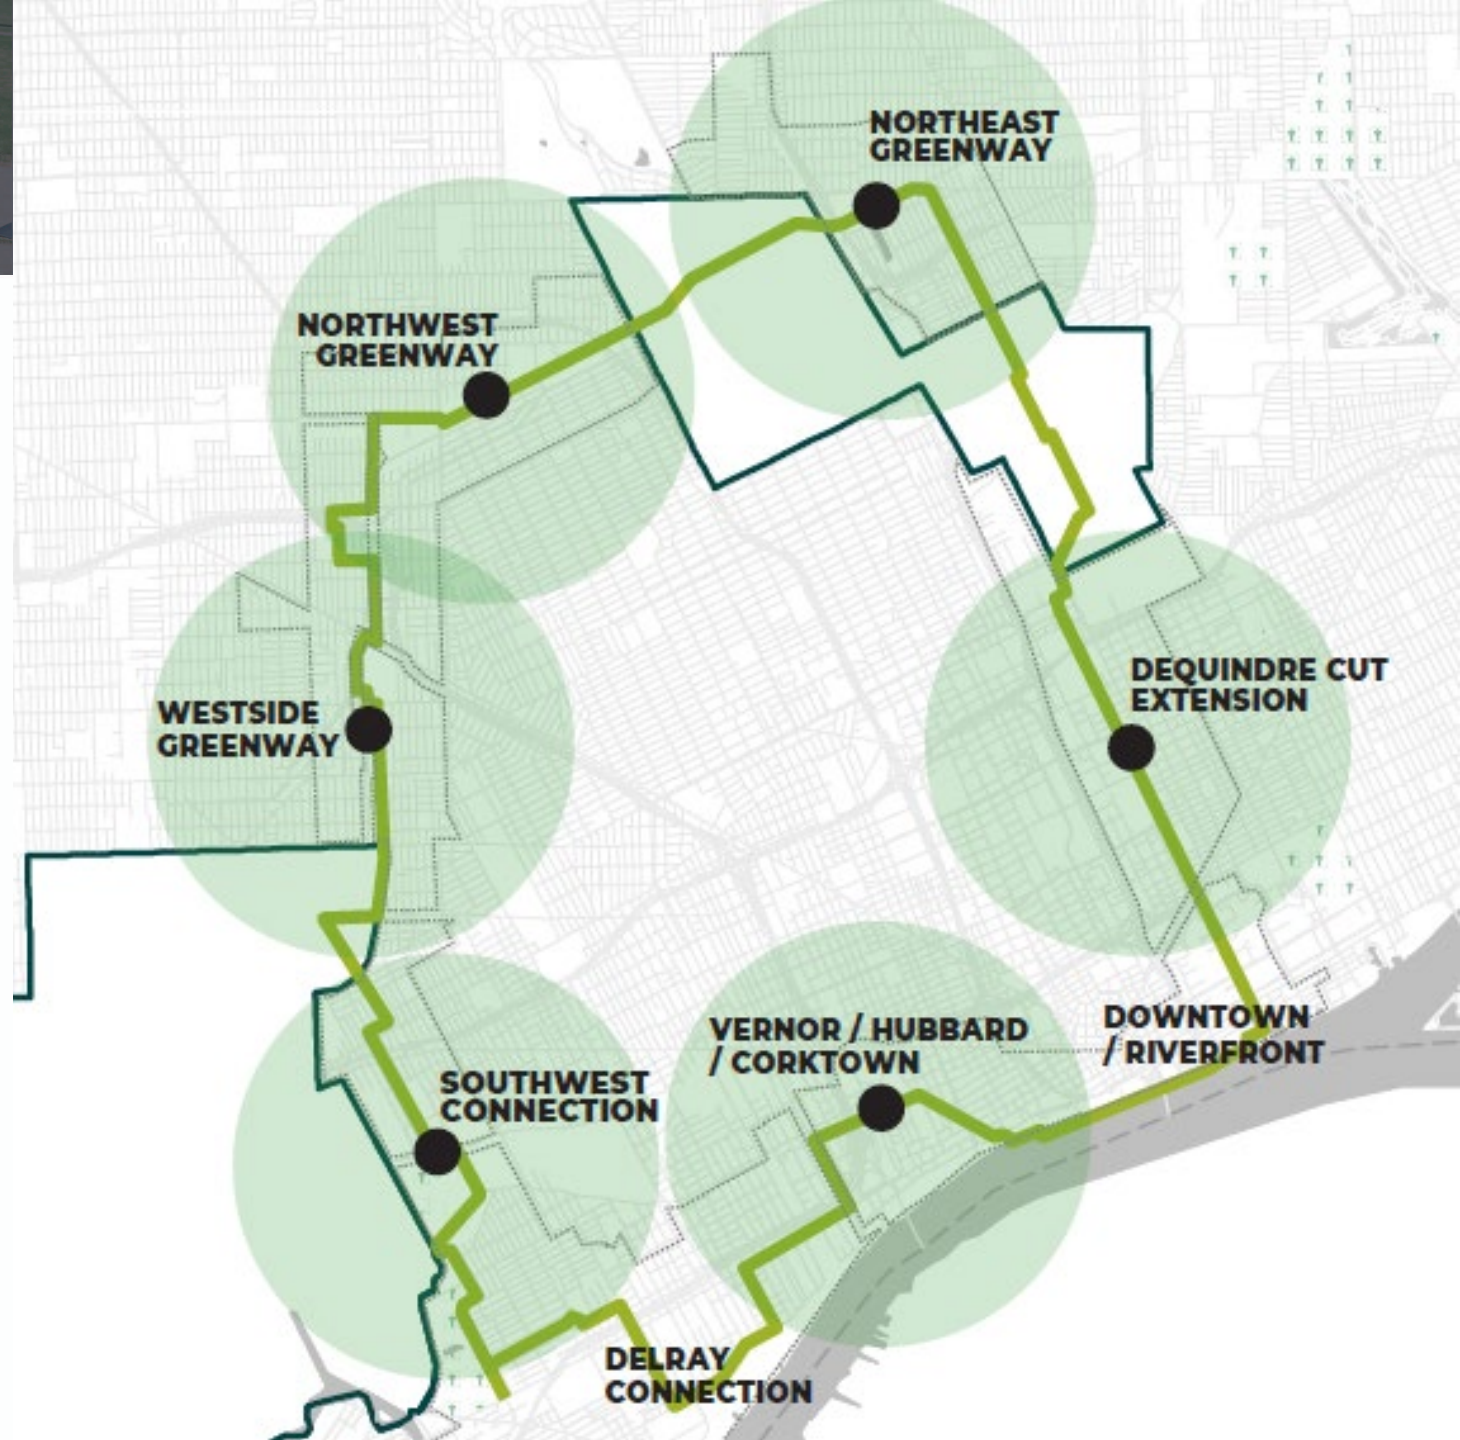 NORTHEAST
GREENWAY
NORTHWEST
GREENWAY
DEQUINDRE CUT
EXTENSION
WESTSIDE
GREENWAY
VERNOR / HUBBARD
/ CORKTOWN
DOWNTOWN
/ RIVERFRONT
SOUTHWEST
CONNECTION
DELRAY
CONNECTION